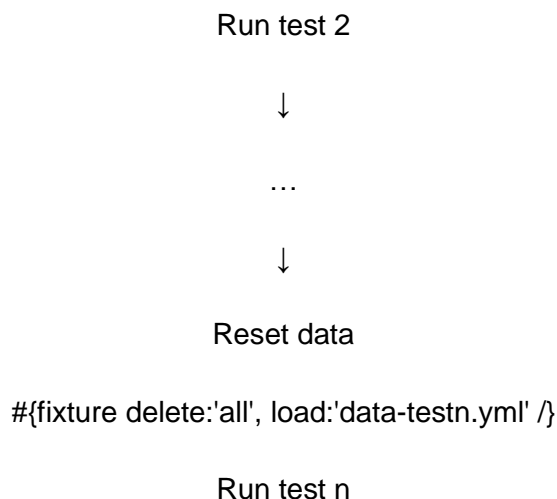 Run test 2
↓
…
↓
Reset data
#{fixture delete:'all', load:'data-testn.yml' /}
Run test n